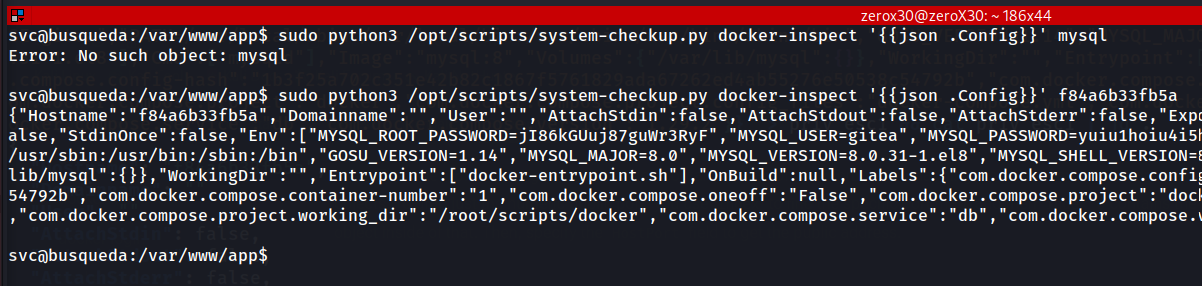 zerox30@zeroX30: ~ 186x44
svc@busqueda:/var/www/app$ sudo python3 /opt/scripts/system-checkup.py docker-inspect '{{json .Config}}' mysql
Error: No such object: mysql
svc@busqueda:/var/www/app$ sudo python3 /opt/scripts/system-checkup.py docker-inspect '{{json .Config}}' f84a6b33fb5a
{"Hostname":"f84a6b33fb5a","Domainname":"","User":"","AttachStdin":false,"AttachStdout":false,"AttachStderr":false,"Expo
alse,"StdinOnce":false,"Env":["MYSQL_ROOT_PASSWORD=jI86kGUuj87guWr3RyF","MYSQL_USER=gitea","MYSQL_PASSWORD=yuiu1hoiu4i5h
/usr/sbin:/usr/bin:/sbin:/bin","GOSU_VERSION=1.14","MYSQL_MAJOR=8.0","MYSQL_VERSION=8.0.31-1.el8","MYSQL_SHELL_VERSION=8
lib/mysql":{}},"WorkingDir":"","Entrypoint":["docker-entrypoint.sh"],"OnBuild":null,"Labels":{"com.docker.compose.config
54792b","com.docker.compose.container-number":"1","com.docker.compose.oneoff":"False","com.docker.compose.project":"dock
,"com.docker.compose.project.working_dir":"/root/scripts/docker","com.docker.compose.service":"db","com.docker.compose.v
"AttachStdin": false,
svc@busqueda:/var/www/app$
"AttachStderr": false,